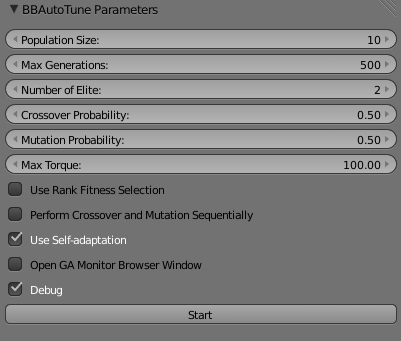 BBAutoTune Parameters
Population Size: 10
Max Generations: 500
Number of Elite: 2
Crossover Probability: 0.50
Mutation Probability: 0.50
Max Torque: 100.00
Use Rank Fitness Selection
Perform Crossover and Mutation Sequentially
Use Self-adaptation
Open GA Monitor Browser Window
Debug
Start